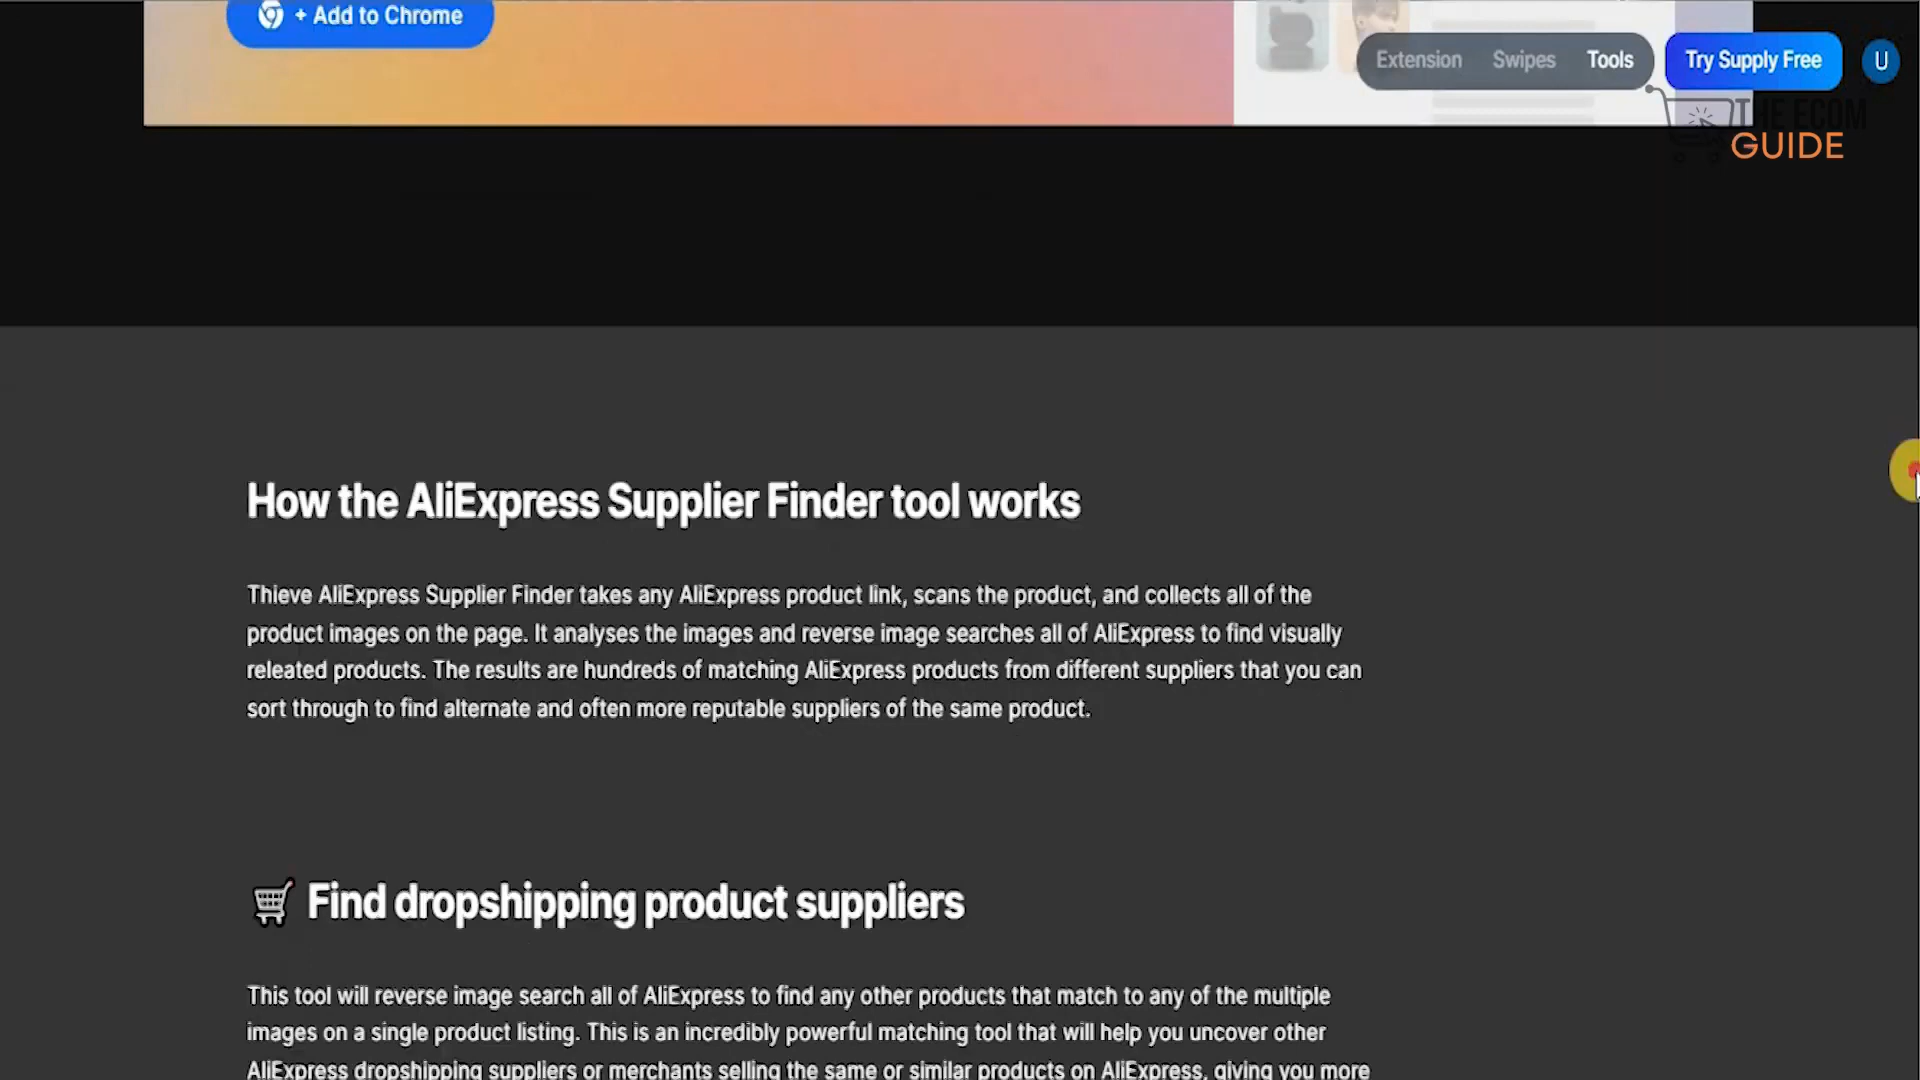 + Add to Chrome
Extension Swipes Tools Try Supply Free U
THE ECOM
GUIDE
How the AliExpress Supplier Finder tool works
Thieve AliExpress Supplier Finder takes any AliExpress product link, scans the product, and collects all of the
product images on the page. It analyses the images and reverse image searches all of AliExpress to find visually
releated products. The results are hundreds of matching AliExpress products from different suppliers that you can
sort through to find alternate and often more reputable suppliers of the same product.
Find dropshipping product suppliers
This tool will reverse image search all of AliExpress to find any other products that match to any of the multiple
images on a single product listing. This is an incredibly powerful matching tool that will help you uncover other
AliExpress dropshipping suppliers or merchants selling the same or similar products on AliExpress, giving you more